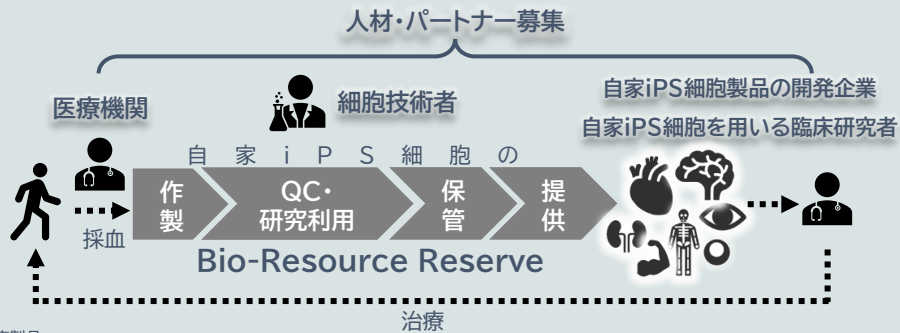 人材・パートナー募集
医療機関
細胞技術者
自家iPS細胞製品の開発企業
自家iPS細胞を用いる臨床研究者
自家iPS細胞の
採血
作製
QC・
研究利用
保管
提供
Bio-Resource Reserve
治療